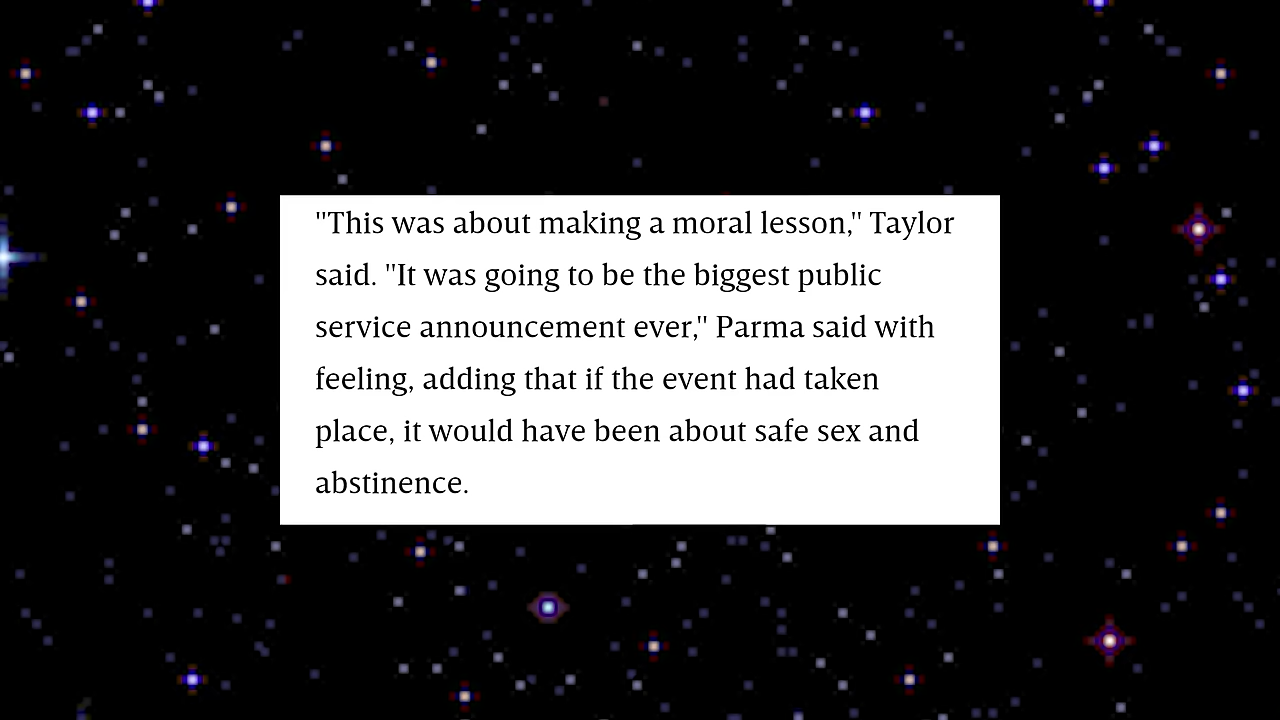 "This was about making a moral lesson," Taylor
said. "It was going to be the biggest public
service announcement ever," Parma said with
feeling, adding that if the event had taken
place, it would have been about safe sex and
abstinence.